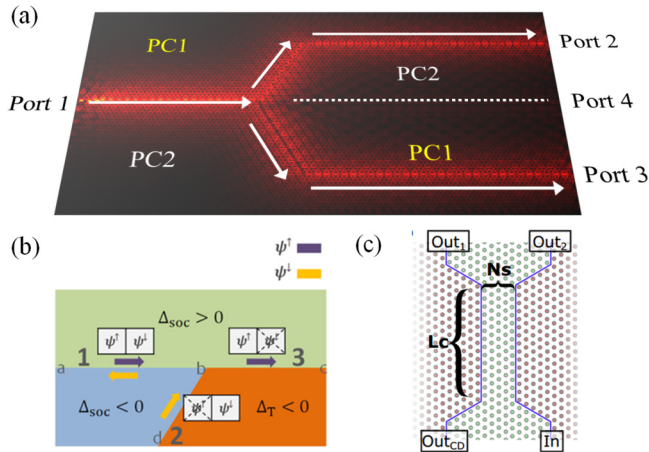 (a)
PC1
Port 2
PC2
Port 1
Port 4
PC2
PC1
Port 3
(b)
ψ↑
ψ↓
Δsoc > 0
1
ψ↑ ψ↓
ψ↑
3
a
b
c
Δsoc < 0
ψ↓
ΔT < 0
d
2
(c)
Out1
Out2
Ns
Lc
OutCD
In